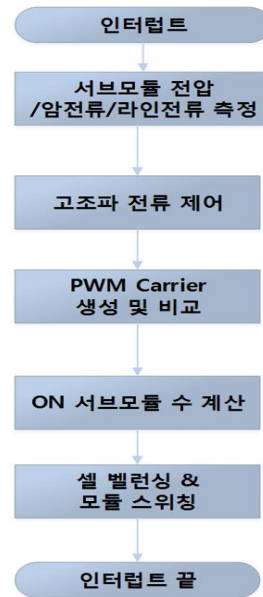 인터럽트
서브모듈 전압
/암전류/라인전류 측정
고조파 전류 제어
PWM Carrier
생성 및 비교
ON 서브모듈 수 계산
셀 벨런싱 &
모듈 스위칭
인터럽트 끝